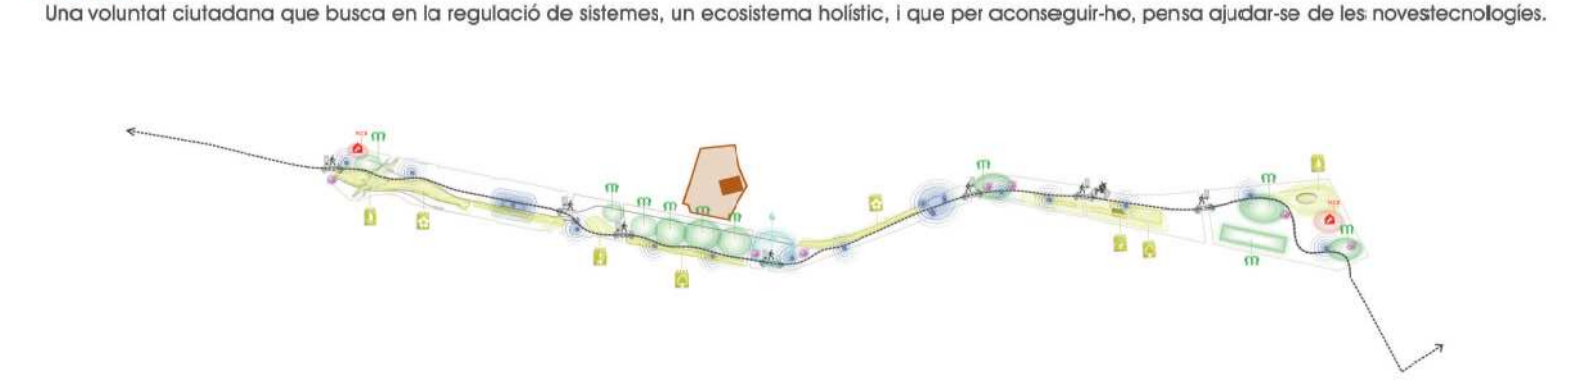 Una voluntat ciutadana que busca en la regulació de sistemes, un ecosistema holístic, i que per aconseguir-ho, pensa ajudar-se de les novestecnologíes.